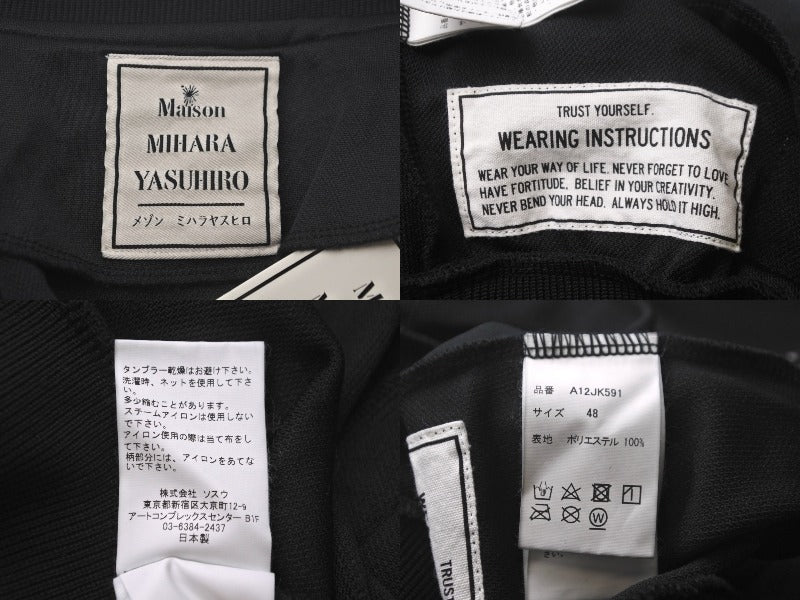 Maison
MIHARA
YASUHIRO
メゾン ミハラヤスヒロ
TRUST YOURSELF.
WEARING INSTRUCTIONS
WEAR YOUR WAY OF LIFE. NEVER FORGET TO LOVE
HAVE FORTITUDE. BELIEF IN YOUR CREATIVITY.
NEVER BEND YOUR HEAD. ALWAYS HOLD IT HIGH.
タンブラー乾燥はお避け下さい。
洗濯時、ネットを使用して下さ
い。
多少縮むことがあります。
スチームアイロンは使用しない
で下さい。
アイロン使用の際は当て布をし
て下さい。
柄部分には、アイロンをあてな
いで下さい。
株式会社 ソスウ
東京都新宿区大京町12-9
アートコンプレックスセンター B1F
03-6384-2437
日本製
品番 A12JK591
サイズ 48
表地 ポリエステル 100%
W
TRUST
さい。